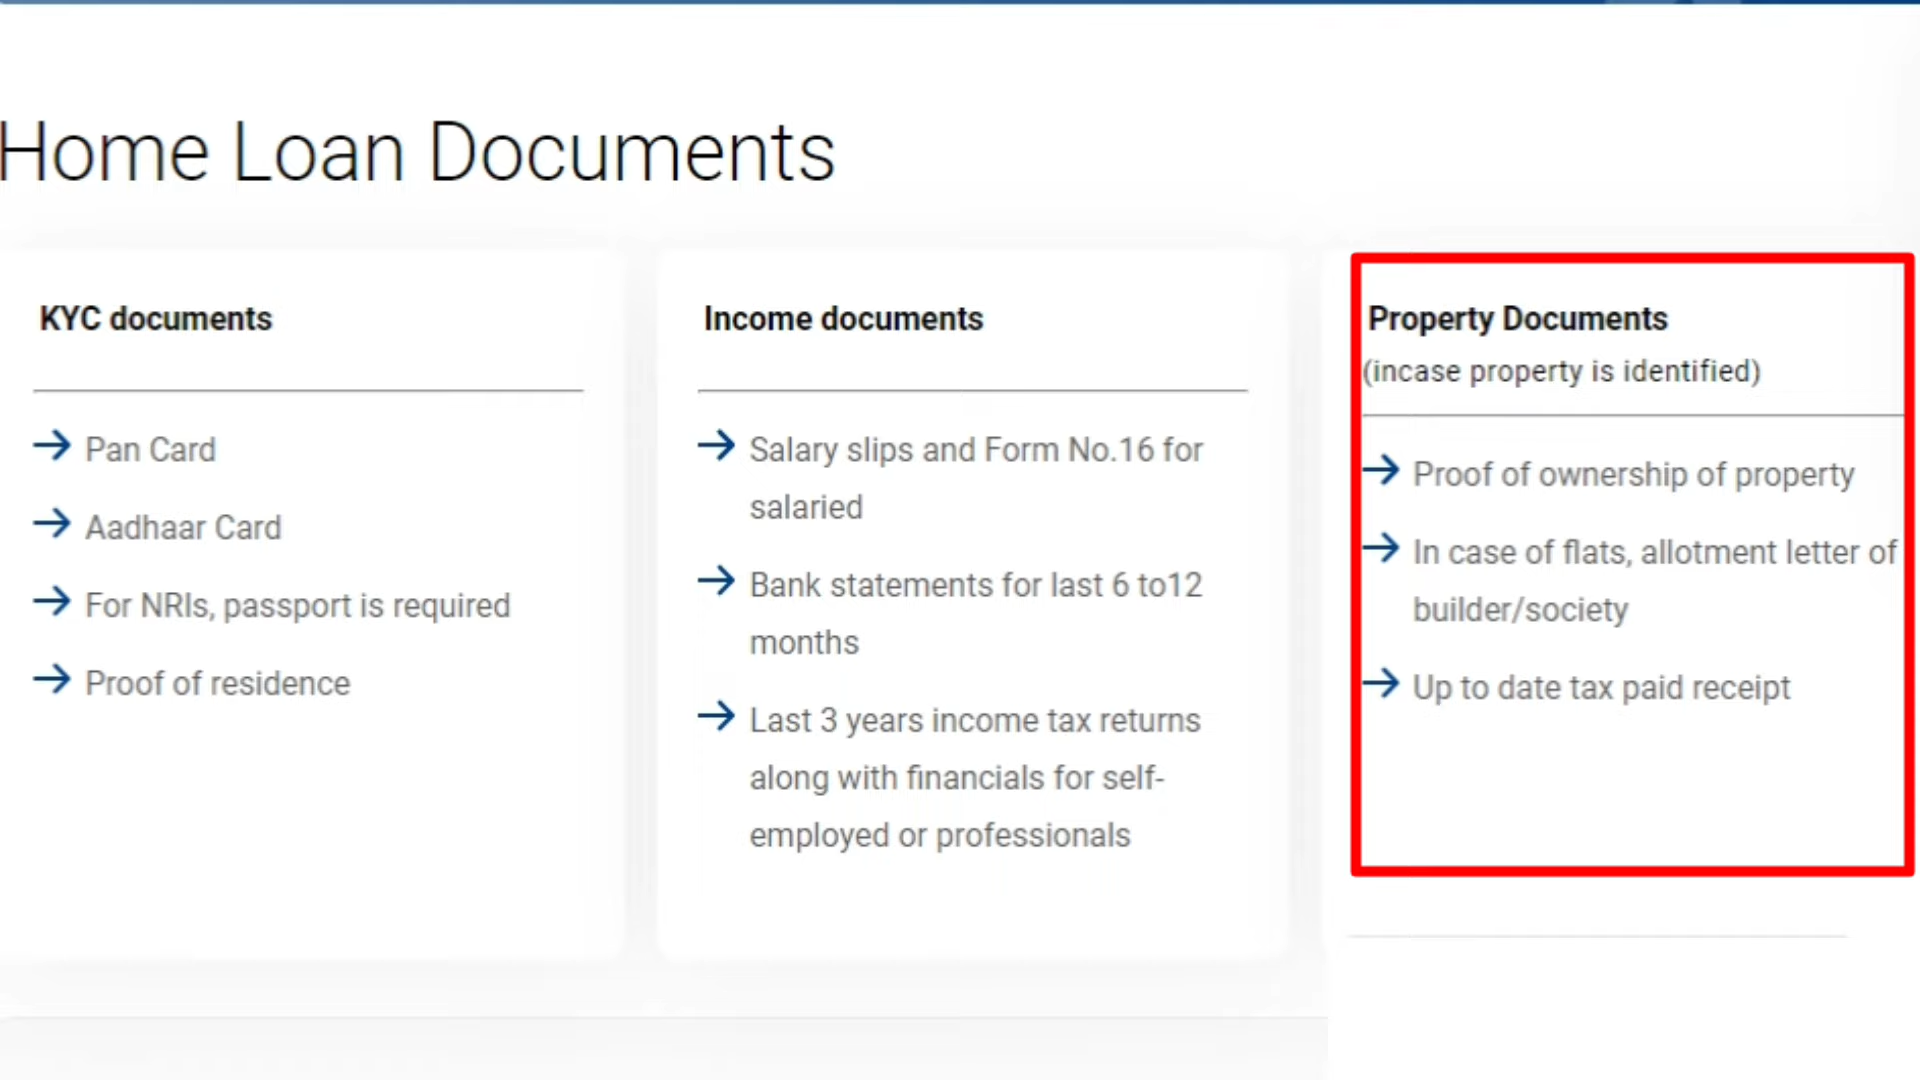 Home Loan Documents
KYC documents
Pan Card
Aadhaar Card
For NRIs, passport is required
Proof of residence
Income documents
Salary slips and Form No.16 for
salaried
Bank statements for last 6 to12
months
Last 3 years income tax returns
along with financials for self-
employed or professionals
Property Documents
(incase property is identified)
Proof of ownership of property
In case of flats, allotment letter of
builder/society
Up to date tax paid receipt